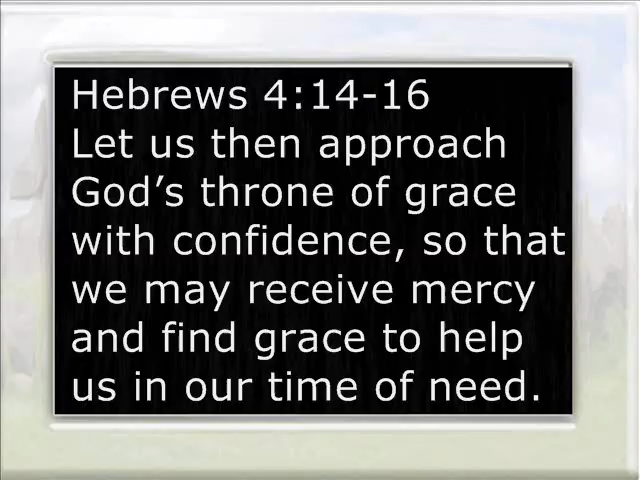 Hebrews 4:14-16
Let us then approach
God’s throne of grace
with confidence, so that
we may receive mercy
and find grace to help
us in our time of need.